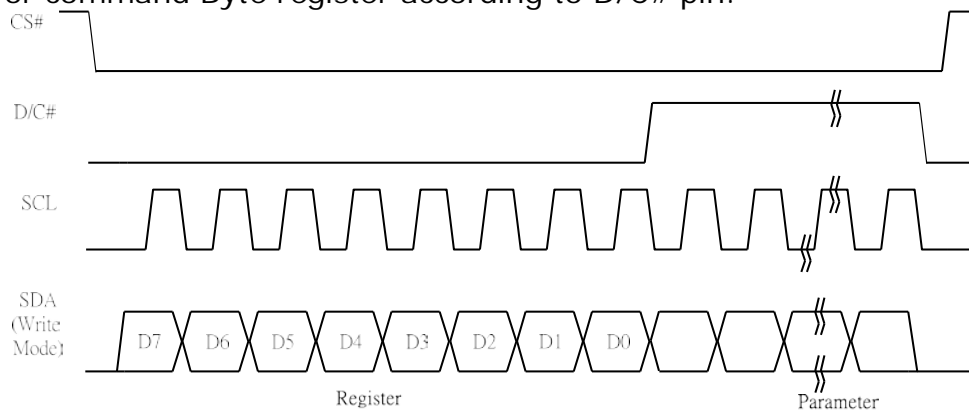 or command Byte register according to D/C# pin.
CS#
D/C#
SCL
SDA
(Write
Mode)
D7 D6 D5 D4 D3 D2 D1 D0
Register
Parameter